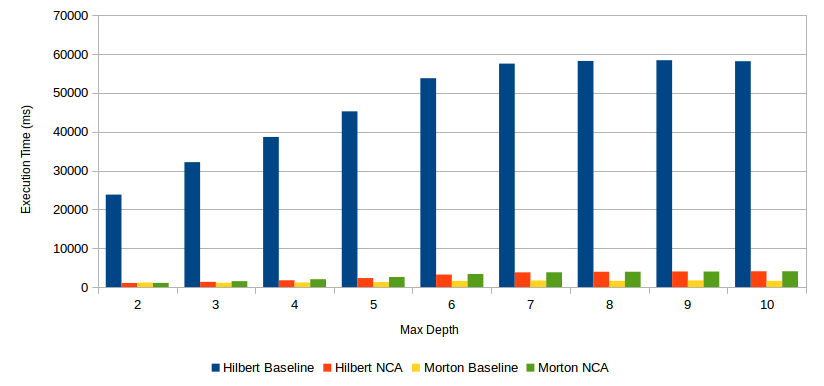 70000
60000
50000
40000
30000
20000
10000
0
Execution Time (ms)
2 3 4 5 6 7 8 9 10
Max Depth
Hilbert Baseline Hilbert NCA Morton Baseline Morton NCA